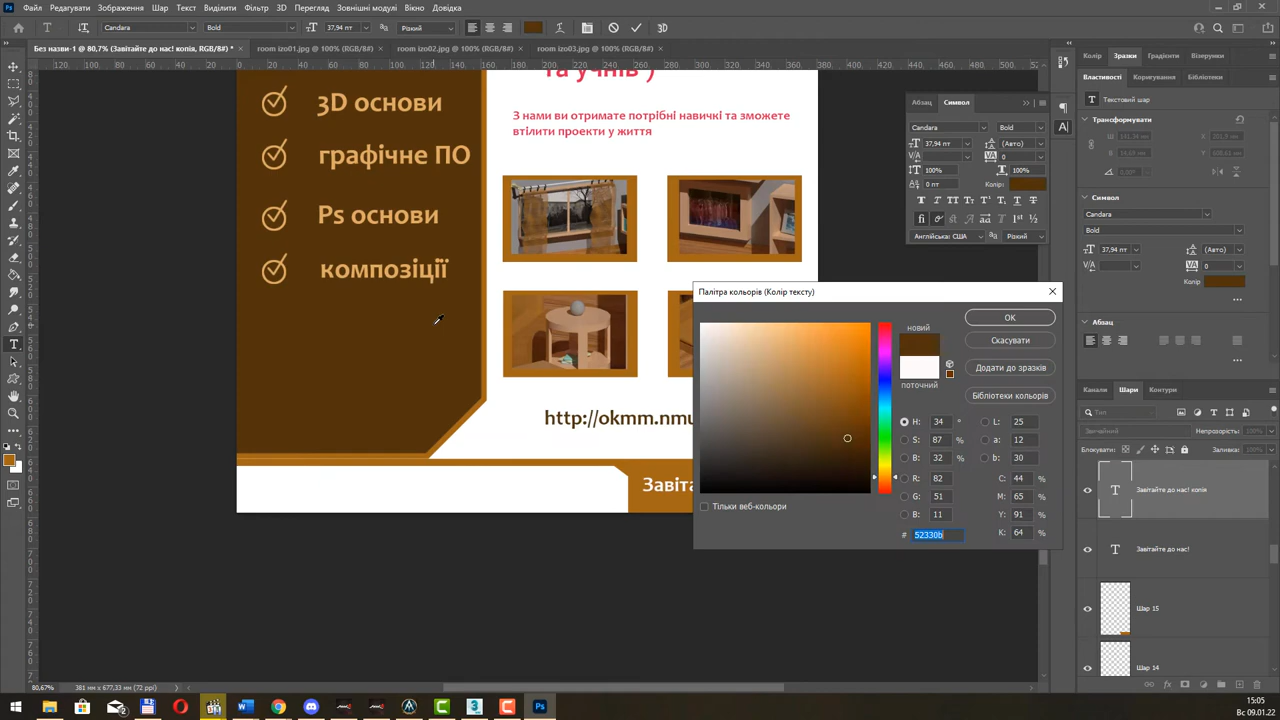 Файл Редагувати Зображення Шар Текст Виділити Фільтр 3D Перегляд Зовнішні модулі Вікно Довідка
Candara Bold 37,94 пт Різкий 3D
Без назви-1 @ 80,7% (Завітайте до нас! копія, RGB/8#) * room izo01.jpg @ 100% (RGB/8#) room izo02.jpg @ 100% (RGB/8#) room izo03.jpg @ 100% (RGB/8#)
та учнів )
3D основи
графічне ПО
Ps основи
композіції
З нами ви отримате потрібні навичкі та зможете
втілити проекти у життя
http://okmm.nmu
Завіта
Абзац Символ
Candara Bold
37,94 пт (Авто)
0
100% 100%
0 пт Колір:
Англійська: США Різкий
Палітра кольорів (Колір тексту)
новий
поточний
OK
Скасувати
Додати до зразків
Бібліотеки кольорів
H: 34 ° L: 25
S: 87 % a: 12
B: 32 % b: 30
R: 82 C: 44 %
G: 51 M: 65 %
B: 11 Y: 91 %
# 52330b K: 64 %
Тільки веб-кольори
Колір Зразки Градієнти Візерунки
Властивості Коригування Бібліотеки
Текстовий шар
Трансформувати
Символ
Candara
Bold
37,94 пт (Авто)
0
Колір
Абзац
Канали Шари Контури
Тип
Звичайний Непрозорість: 100%
Блокувати: Заливка: 100%
Завітайте до нас! копія
Завітайте до нас!
Шар 15
Шар 14
80,67% 381 мм x 677,33 мм (72 ppi)
15:05
Вс 09.01.22